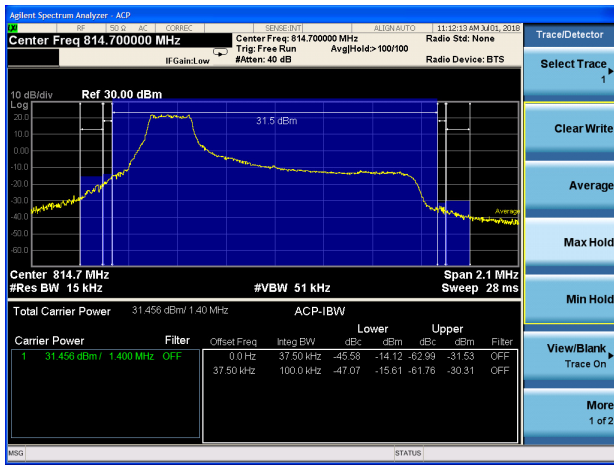 Agilent Spectrum Analyzer - ACP
RF 50 Ω AC CORREC SENSE:INT ALIGN AUTO 11:12:13 AM Jul 01, 2018
Center Freq 814.700000 MHz Center Freq: 814.700000 MHz Radio Std: None
Trig: Free Run Avg|Hold:> 100/100
IFGain:Low #Atten: 40 dB Radio Device: BTS
Trace/Detector
Select Trace
1
Clear Write
Average
Max Hold
Min Hold
View/Blank
Trace On
More
1 of 2
10 dB/div Ref 30.00 dBm
Log
20.0
10.0
0.00
-10.0
-20.0
-30.0
-40.0
-50.0
-60.0
31.5 dBm
Average
Center 814.7 MHz Span 2.1 MHz
#Res BW 15 kHz #VBW 51 kHz Sweep 28 ms
Total Carrier Power 31.456 dBm/ 1.40 MHz ACP-IBW
Lower Upper
Carrier Power Filter Offset Freq Integ BW dBc dBm dBc dBm Filter
1 31.456 dBm / 1.400 MHz OFF 0.0 Hz 37.50 kHz -45.58 -14.12 -62.99 -31.53 OFF
37.50 kHz 100.0 kHz -47.07 -15.61 -61.76 -30.31 OFF
MSG STATUS